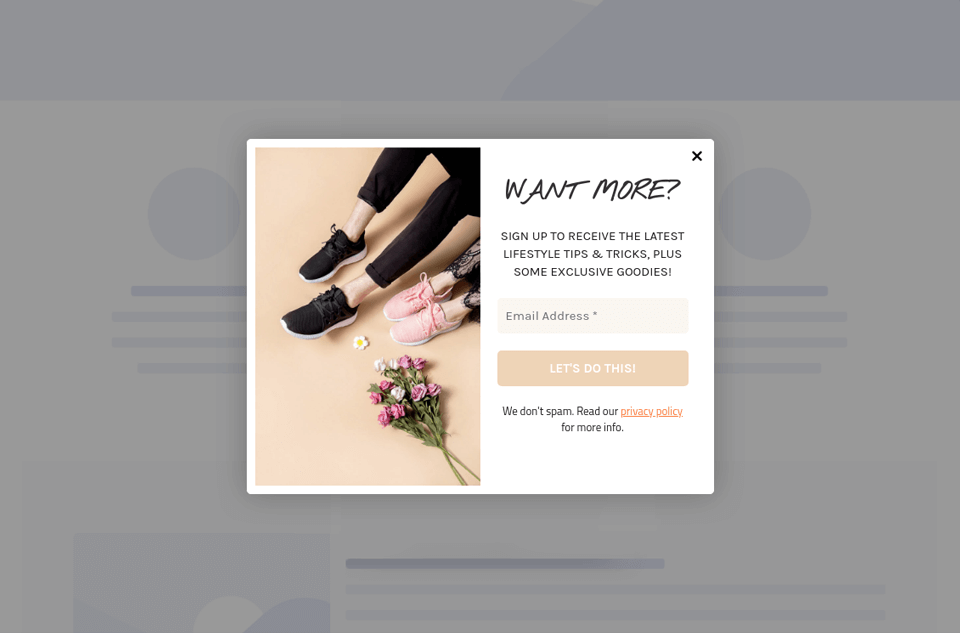 WANT MORE?
SIGN UP TO RECEIVE THE LATEST
LIFESTYLE TIPS & TRICKS, PLUS
SOME EXCLUSIVE GOODIES!
Email Address *
LET'S DO THIS!
We don't spam. Read our privacy policy
for more info.